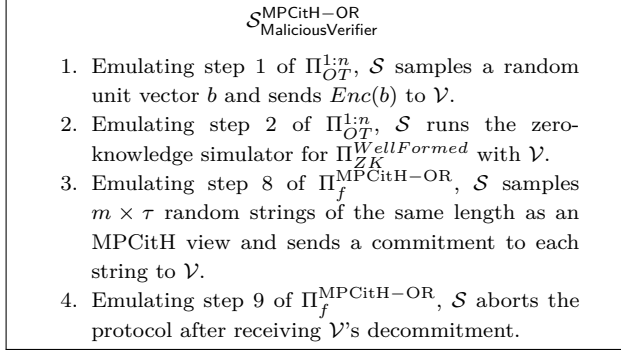 𝒮^{MPCitH−OR}_{MaliciousVerifier}
1. Emulating step 1 of Π^{1:n}_{OT}, 𝒮 samples a random
unit vector b and sends Enc(b) to 𝒱.
2. Emulating step 2 of Π^{1:n}_{OT}, 𝒮 runs the zero-
knowledge simulator for Π^{WellFormed}_{ZK} with 𝒱.
3. Emulating step 8 of Π^{MPCitH−OR}_f, 𝒮 samples
m × τ random strings of the same length as an
MPCitH view and sends a commitment to each
string to 𝒱.
4. Emulating step 9 of Π^{MPCitH−OR}_f, 𝒮 aborts the
protocol after receiving 𝒱's decommitment.